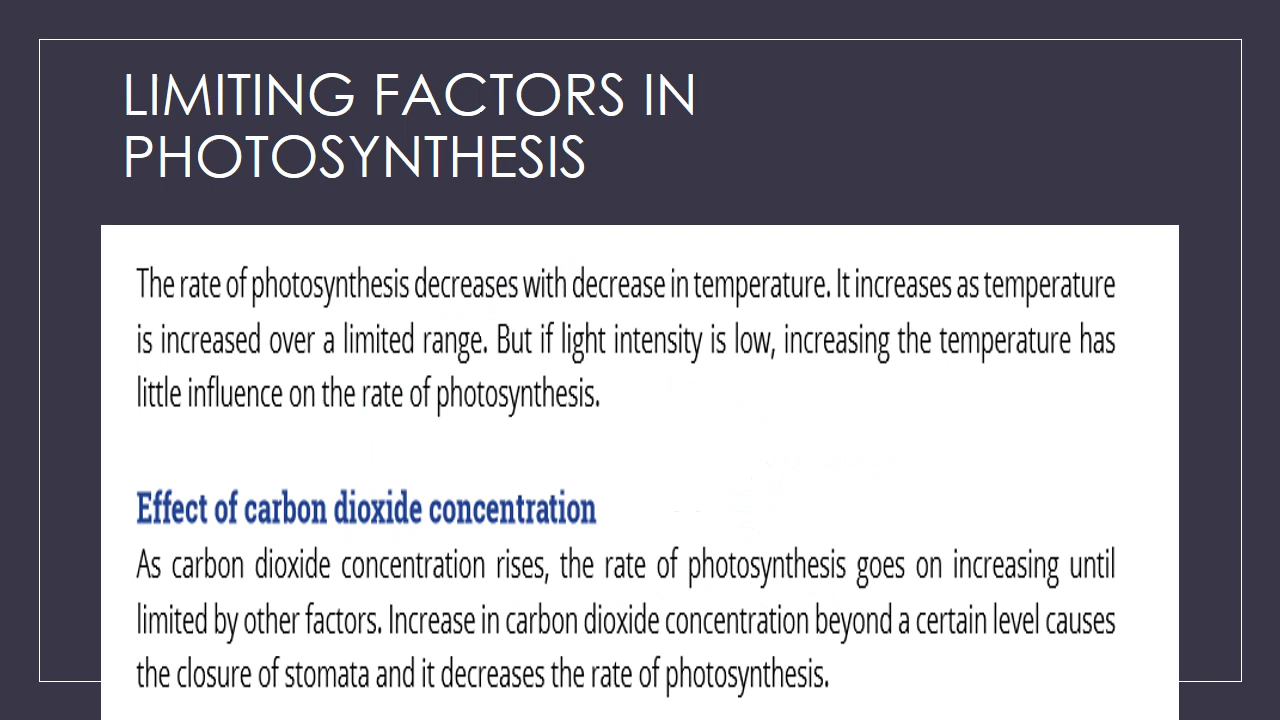 LIMITING FACTORS IN
PHOTOSYNTHESIS
The rate of photosynthesis decreases with decrease in temperature. It increases as temperature
is increased over a limited range. But if light intensity is low, increasing the temperature has
little influence on the rate of photosynthesis.
Effect of carbon dioxide concentration
As carbon dioxide concentration rises, the rate of photosynthesis goes on increasing until
limited by other factors. Increase in carbon dioxide concentration beyond a certain level causes
the closure of stomata and it decreases the rate of photosynthesis.